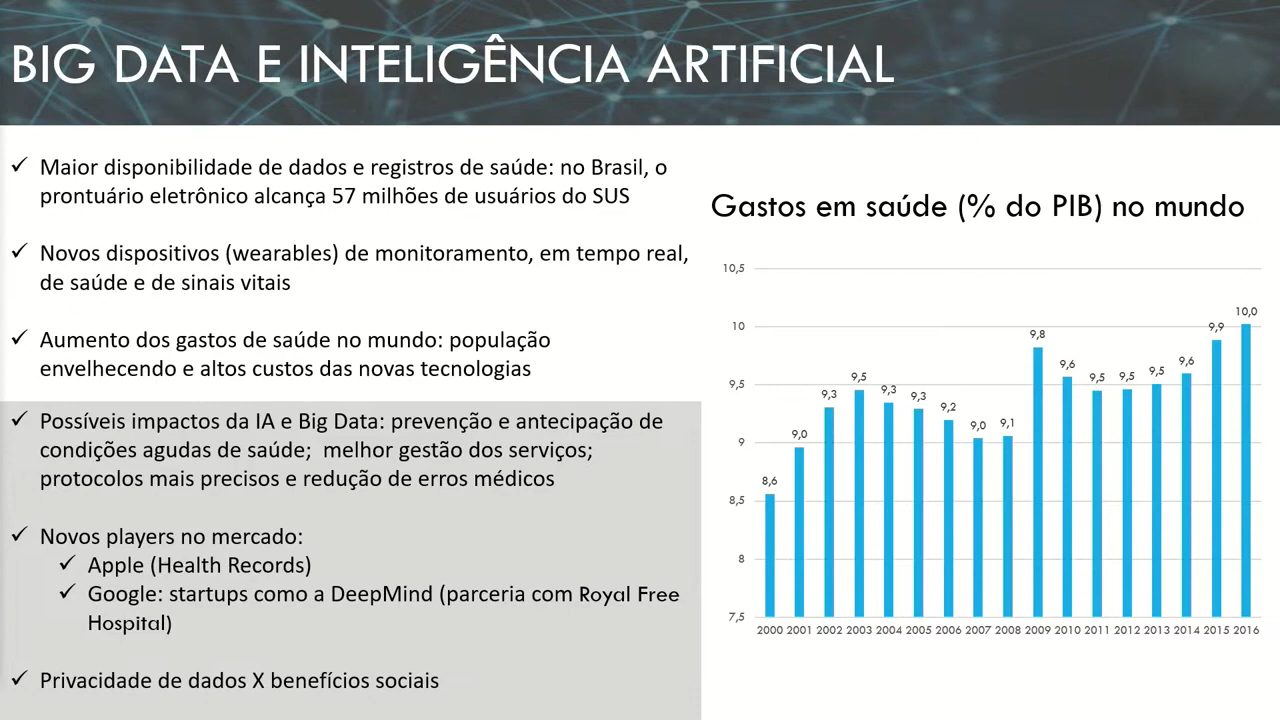 BIG DATA E INTELIGÊNCIA ARTIFICIAL
✓ Maior disponibilidade de dados e registros de saúde: no Brasil, o
prontuário eletrônico alcança 57 milhões de usuários do SUS
✓ Novos dispositivos (wearables) de monitoramento, em tempo real,
de saúde e de sinais vitais
✓ Aumento dos gastos de saúde no mundo: população
envelhecendo e altos custos das novas tecnologias
✓ Possíveis impactos da IA e Big Data: prevenção e antecipação de
condições agudas de saúde;  melhor gestão dos serviços;
protocolos mais precisos e redução de erros médicos
✓ Novos players no mercado:
✓ Apple (Health Records)
✓ Google: startups como a DeepMind (parceria com Royal Free
Hospital)
✓ Privacidade de dados X benefícios sociais
Gastos em saúde (% do PIB) no mundo
10,5
10
9,5
9
8,5
8
7,5
8,6 9,0 9,3 9,5 9,3 9,3 9,2 9,0 9,1 9,8 9,6 9,5 9,5 9,5 9,6 9,9 10,0
2000 2001 2002 2003 2004 2005 2006 2007 2008 2009 2010 2011 2012 2013 2014 2015 2016